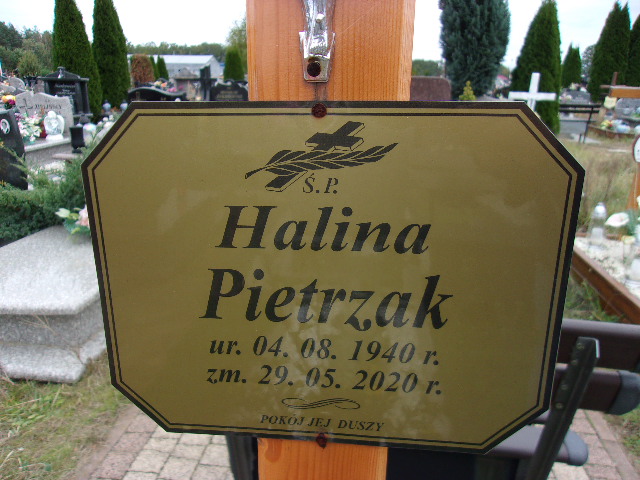 Ś.P.
Halina
Pietrzak
ur. 04. 08. 1940 r.
zm. 29. 05. 2020 r.
POKÓJ JEJ DUSZY